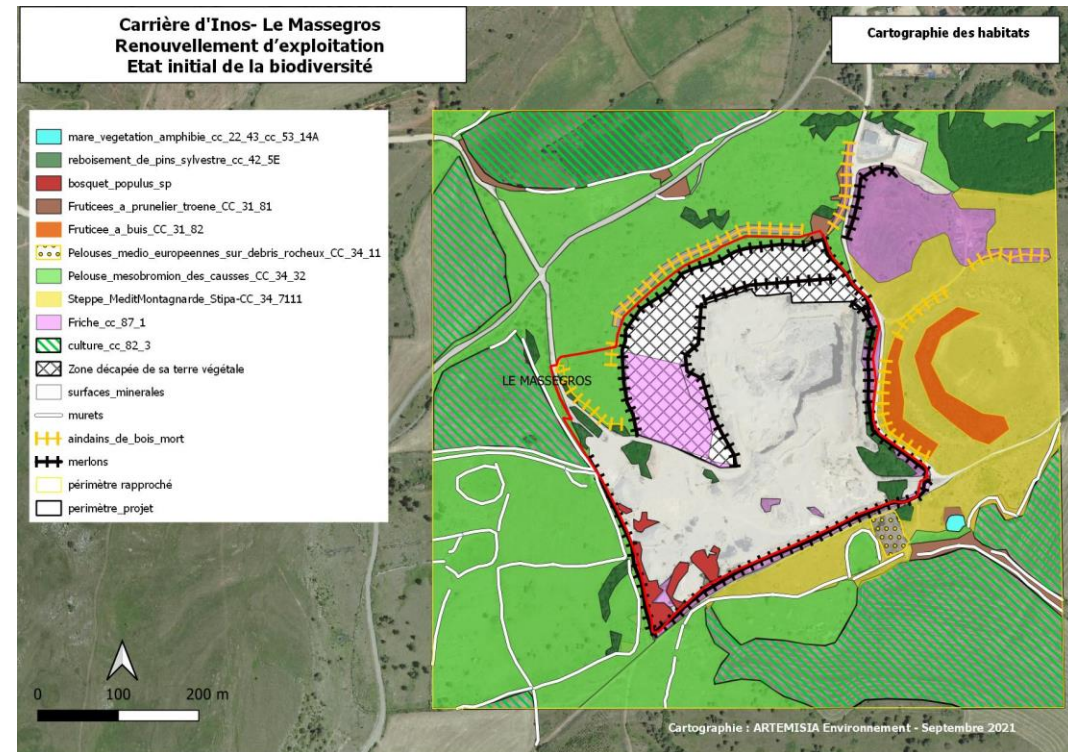 Carrière d'Inos- Le Massegros
Renouvellement d'exploitation
Etat initial de la biodiversité
Cartographie des habitats
mare_vegetation_amphibie_cc_22_43_cc_53_14A
reboisement_de_pins_sylvestre_cc_42_5E
bosquet_populus_sp
Fruticees_a_prunelier_troene_CC_31_81
Fruticee_a_buis_CC_31_82
Pelouses_medio_europeennes_sur_debris_rocheux_CC_34_11
Pelouse_mesobromion_des_causses_CC_34_32
Steppe_MeditMontagnarde_Stipa-CC_34_7111
Friche_cc_87_1
culture_cc_82_3
Zone décapée de sa terre végétale
surfaces_minerales
murets
aindains_de_bois_mort
merlons
périmètre rapproché
perimètre_projet
LE MASSEGROS
0 100 200 m
Cartographie : ARTEMISIA Environnement - Septembre 2021